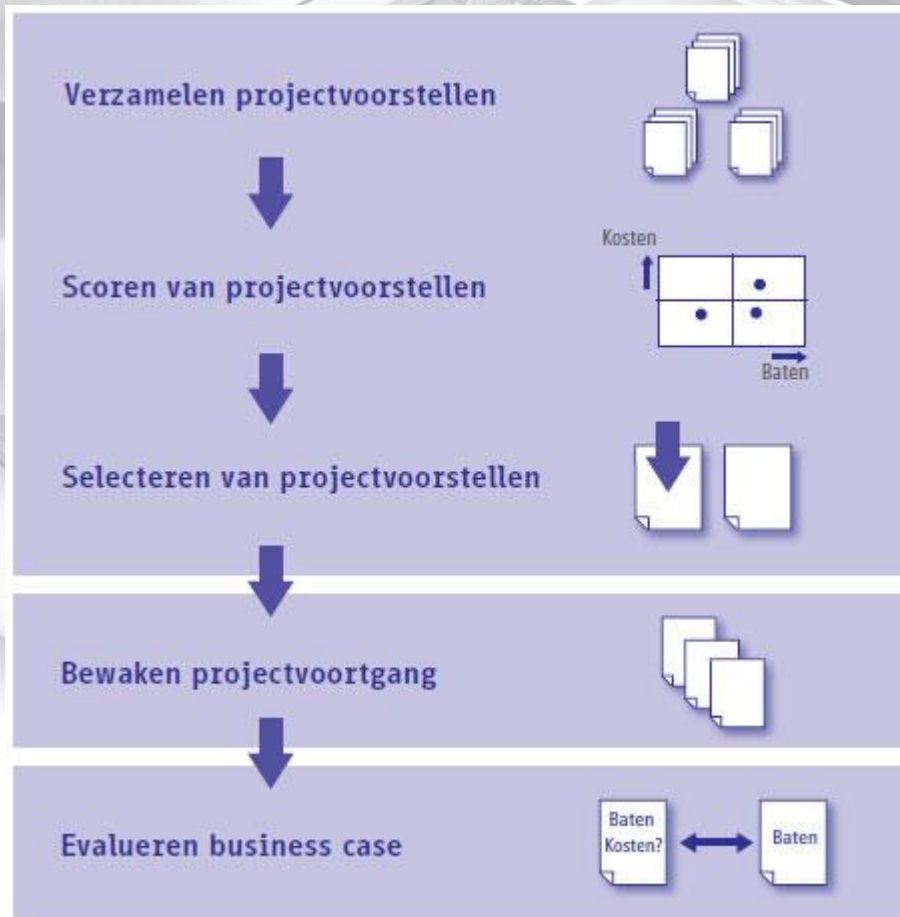 Verzamelen projectvoorstellen
Kosten
Scoren van projectvoorstellen
Baten
Selecteren van projectvoorstellen
Bewaken projectvoortgang
Evalueren business case
Baten
Kosten?
Baten